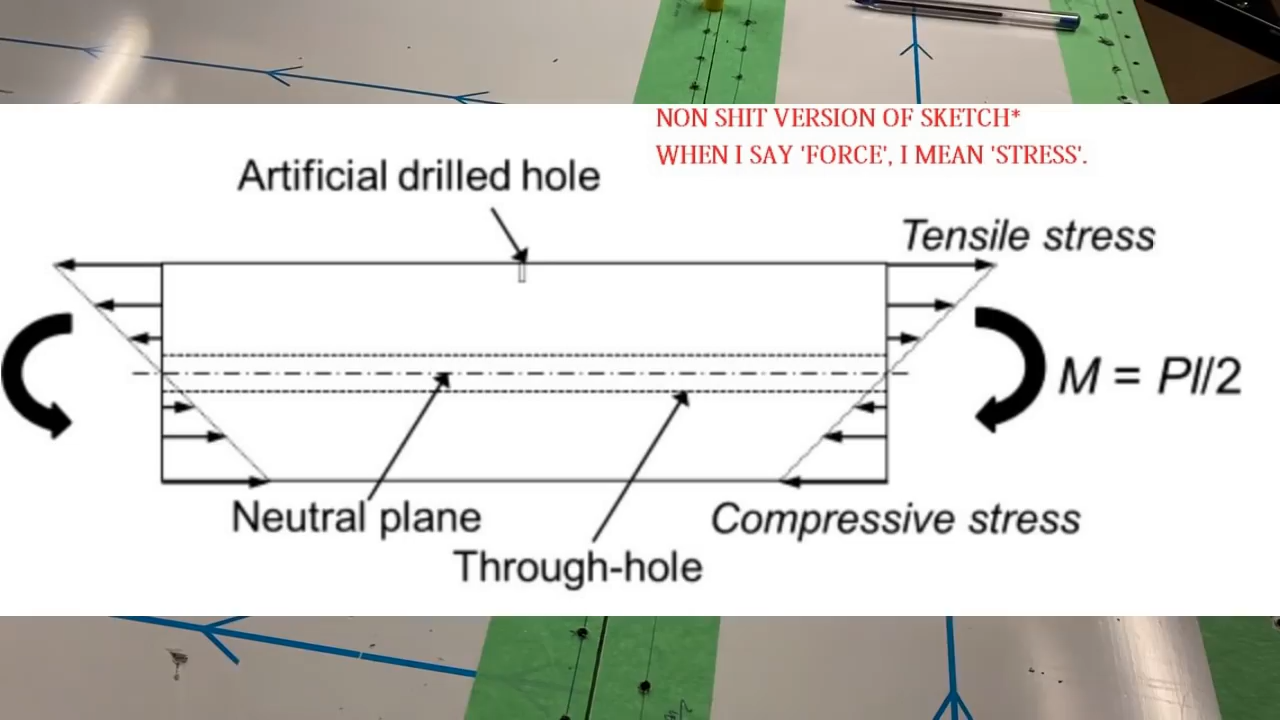 NON SHIT VERSION OF SKETCH*
WHEN I SAY 'FORCE', I MEAN 'STRESS'.
Artificial drilled hole
Tensile stress
M = Pl/2
Neutral plane
Compressive stress
Through-hole